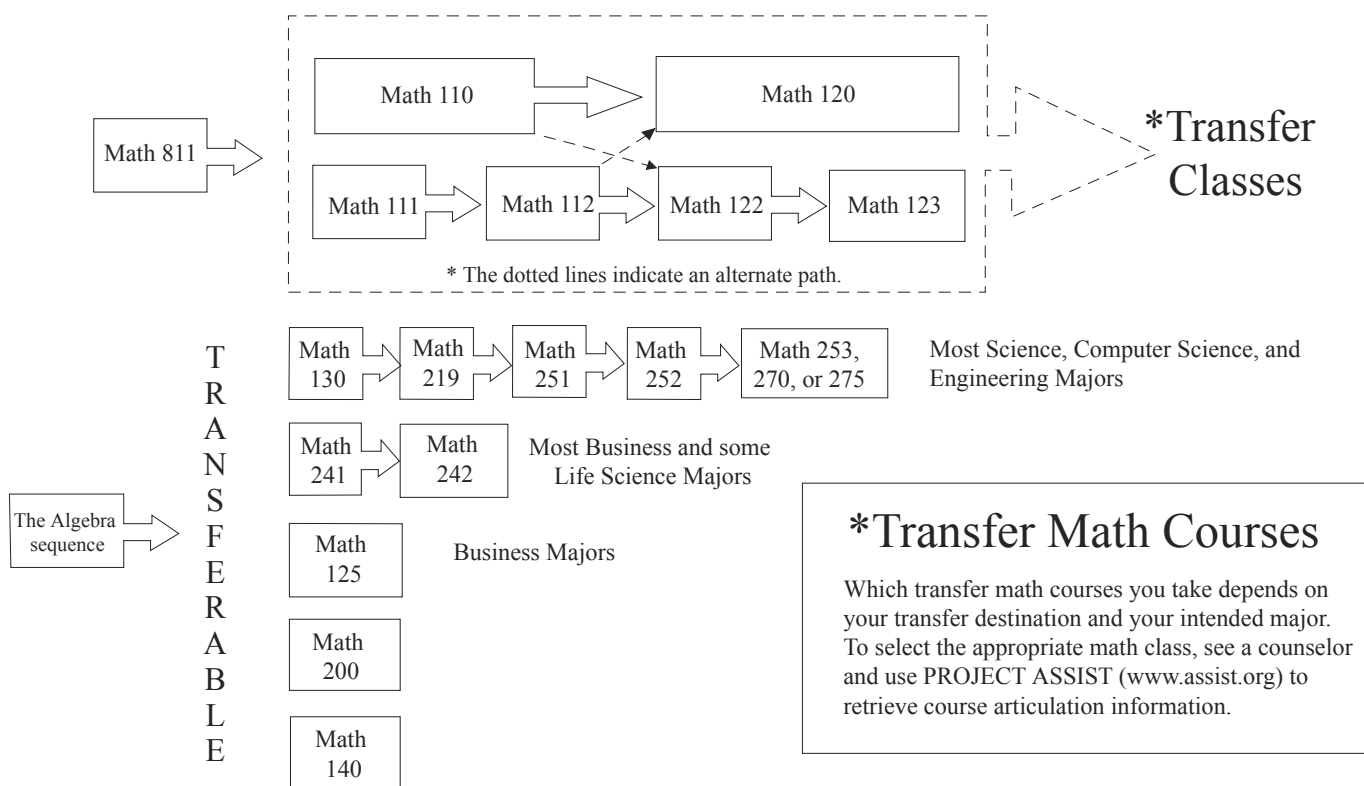 Math 811
Math 110
Math 120
Math 111
Math 112
Math 122
Math 123
* The dotted lines indicate an alternate path.
*Transfer
Classes
The Algebra
sequence
TRANSFERABLE
Math
130
Math
219
Math
251
Math
252
Math 253,
270, or 275
Most Science, Computer Science, and
Engineering Majors
Math
241
Math
242
Most Business and some
Life Science Majors
Math
125
Business Majors
Math
200
Math
140
*Transfer Math Courses
Which transfer math courses you take depends on
your transfer destination and your intended major.
To select the appropriate math class, see a counselor
and use PROJECT ASSIST (www.assist.org) to
retrieve course articulation information.